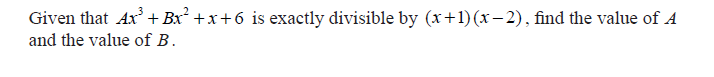 Given that Ax³ + Bx² + x + 6 is exactly divisible by (x+1)(x−2), find the value of A
and the value of B.